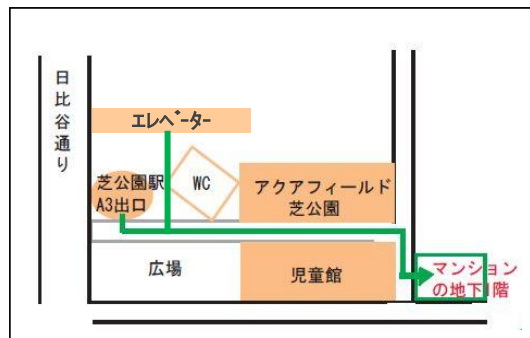 日比谷通り
エレベーター
芝公園駅
A3出口
WC
アクアフィールド
芝公園
広場
児童館
マンション
の地下1階